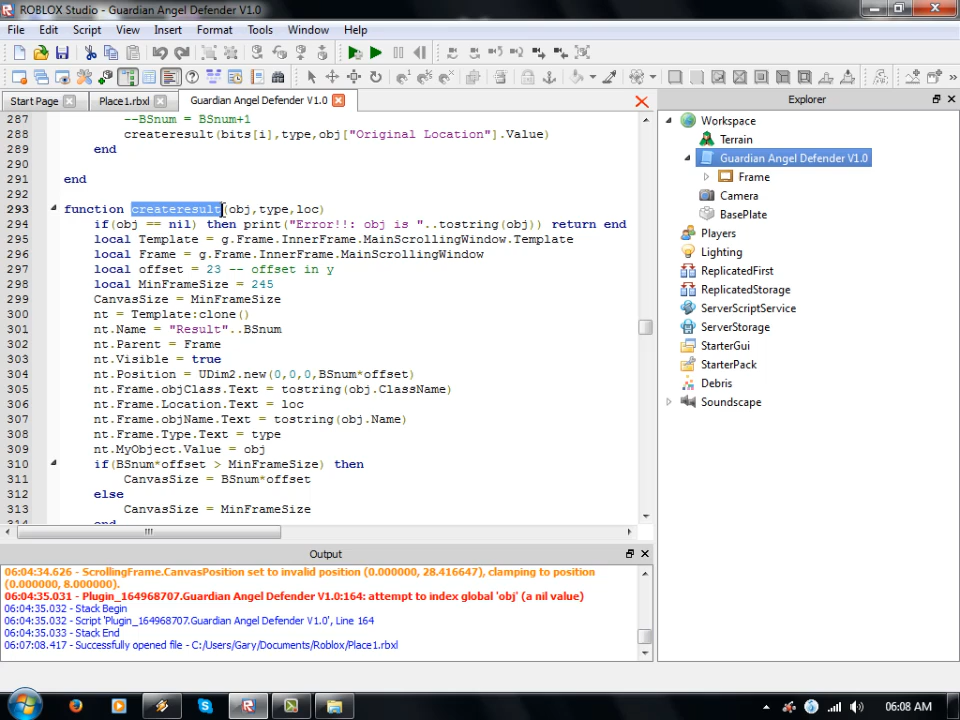 ROBLOX Studio - Guardian Angel Defender V1.0
File Edit Script View Insert Format Tools Window Help
Start Page Place1.rbxl Guardian Angel Defender V1.0
287 --BSnum = BSnum+1
288 createresult(bits[i],type,obj["Original Location"].Value)
289 end
290
291 end
292
293 function createresult(obj,type,loc)
294 if(obj == nil) then print("Error!!: obj is "..tostring(obj)) return end
295 local Template = g.Frame.InnerFrame.MainScrollingWindow.Template
296 local Frame = g.Frame.InnerFrame.MainScrollingWindow
297 local offset = 23 -- offset in y
298 local MinFrameSize = 245
299 CanvasSize = MinFrameSize
300 nt = Template:clone()
301 nt.Name = "Result"..BSnum
302 nt.Parent = Frame
303 nt.Visible = true
304 nt.Position = UDim2.new(0,0,0,BSnum*offset)
305 nt.Frame.objClass.Text = tostring(obj.ClassName)
306 nt.Frame.Location.Text = loc
307 nt.Frame.objName.Text = tostring(obj.Name)
308 nt.Frame.Type.Text = type
309 nt.MyObject.Value = obj
310 if(BSnum*offset > MinFrameSize) then
311 CanvasSize = BSnum*offset
312 else
313 CanvasSize = MinFrameSize
314 end
Explorer
Workspace
Terrain
Guardian Angel Defender V1.0
Frame
Camera
BasePlate
Players
Lighting
ReplicatedFirst
ReplicatedStorage
ServerScriptService
ServerStorage
StarterGui
StarterPack
Debris
Soundscape
Output
06:04:34.626 - ScrollingFrame.CanvasPosition set to invalid position (0.000000, 28.416647), clamping to position
(0.000000, 8.000000).
06:04:35.031 - Plugin_164968707.Guardian Angel Defender V1.0:164: attempt to index global 'obj' (a nil value)
06:04:35.032 - Stack Begin
06:04:35.032 - Script 'Plugin_164968707.Guardian Angel Defender V1.0', Line 164
06:04:35.033 - Stack End
06:07:08.417 - Successfully opened file - C:/Users/Gary/Documents/Roblox/Place1.rbxl
06:08 AM